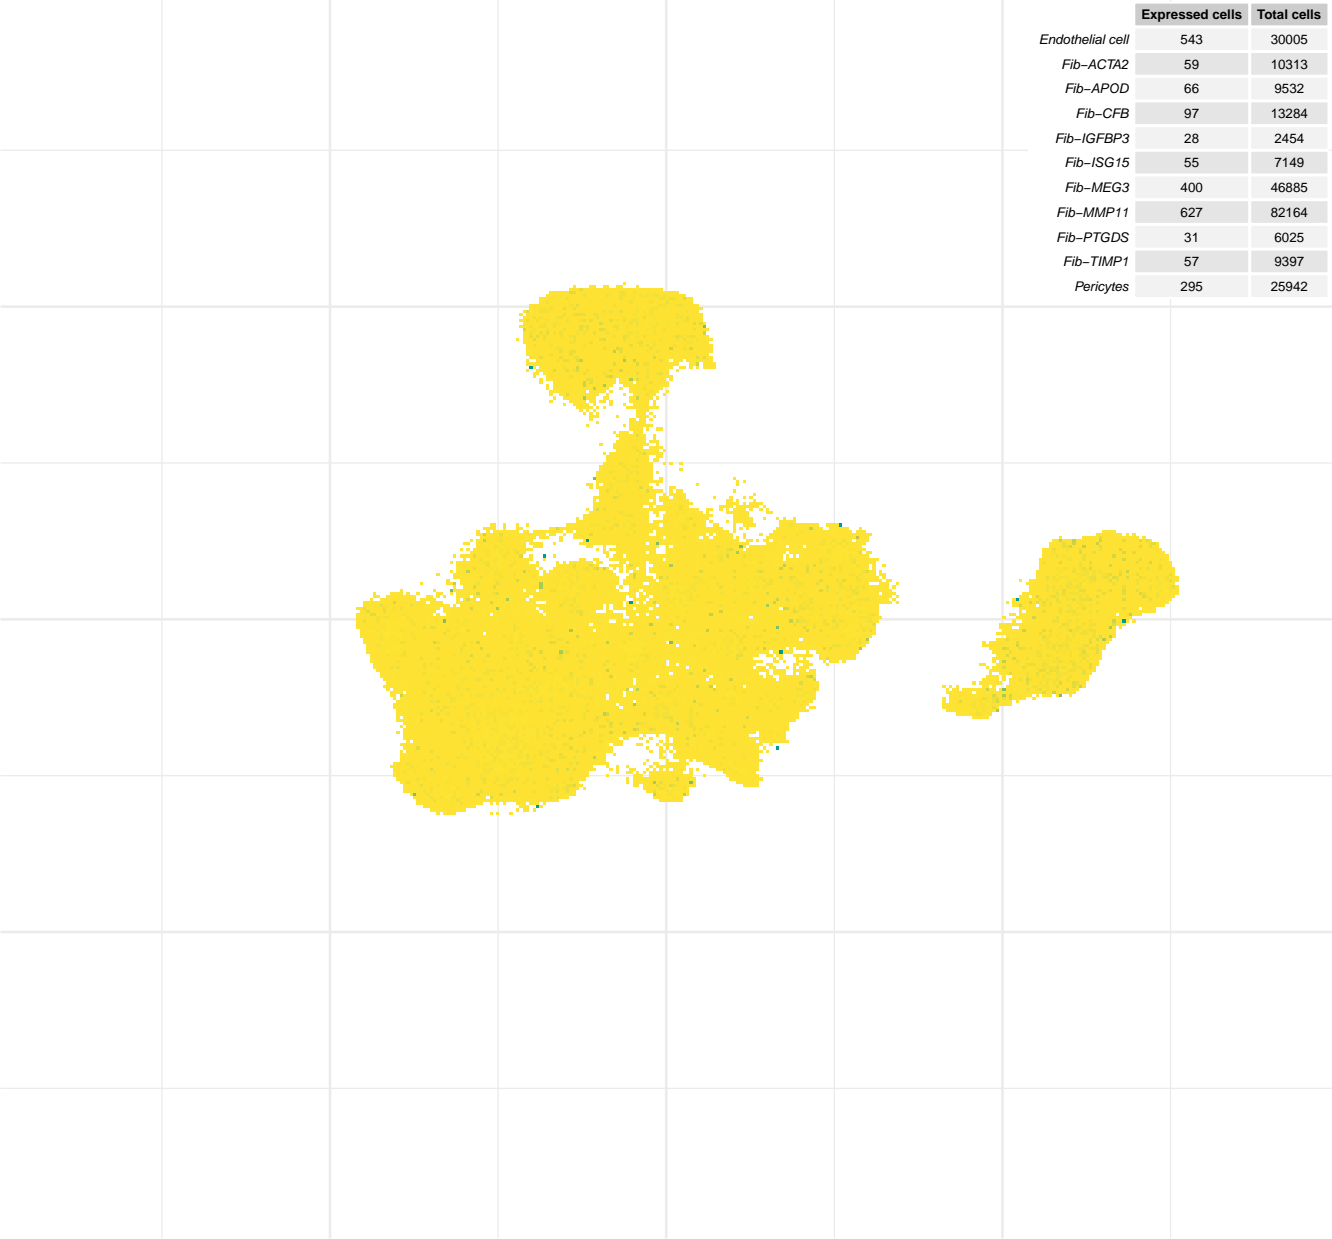 Expressed cells Total cells
Endothelial cell 543 30005
Fib−ACTA2 59 10313
Fib−APOD 66 9532
Fib−CFB 97 13284
Fib−IGFBP3 28 2454
Fib−ISG15 55 7149
Fib−MEG3 400 46885
Fib−MMP11 627 82164
Fib−PTGDS 31 6025
Fib−TIMP1 57 9397
Pericytes 295 25942